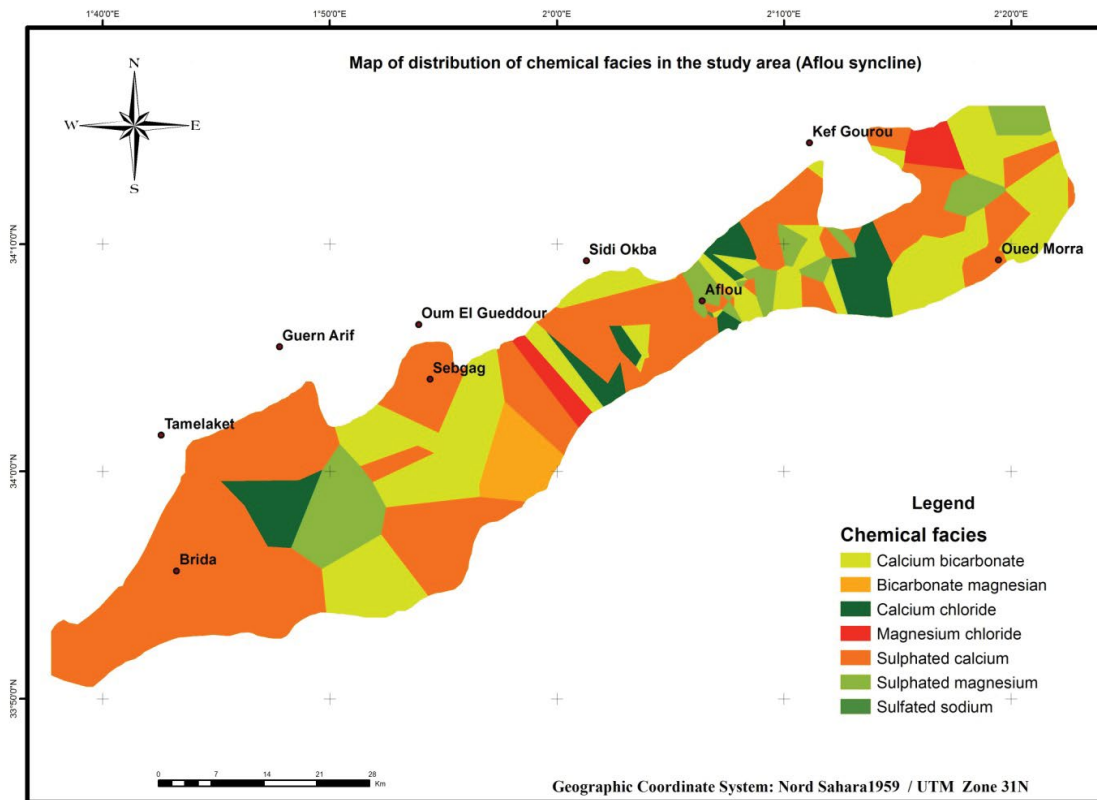 1°40'0"E
1°50'0"E
2°0'0"E
2°10'0"E
2°20'0"E
Map of distribution of chemical facies in the study area (Aflou syncline)
N
W
E
S
Kef Gourou
34°10'0"N
Sidi Okba
Oued Morra
Aflou
Oum El Gueddour
Guern Arif
Sebgag
Tamelaket
34°0'0"N
Brida
Legend
Chemical facies
Calcium bicarbonate
Bicarbonate magnesian
Calcium chloride
Magnesium chloride
Sulphated calcium
Sulphated magnesium
Sulfated sodium
33°50'0"N
0 7 14 21 28
Km
Geographic Coordinate System: Nord Sahara1959 / UTM Zone 31N